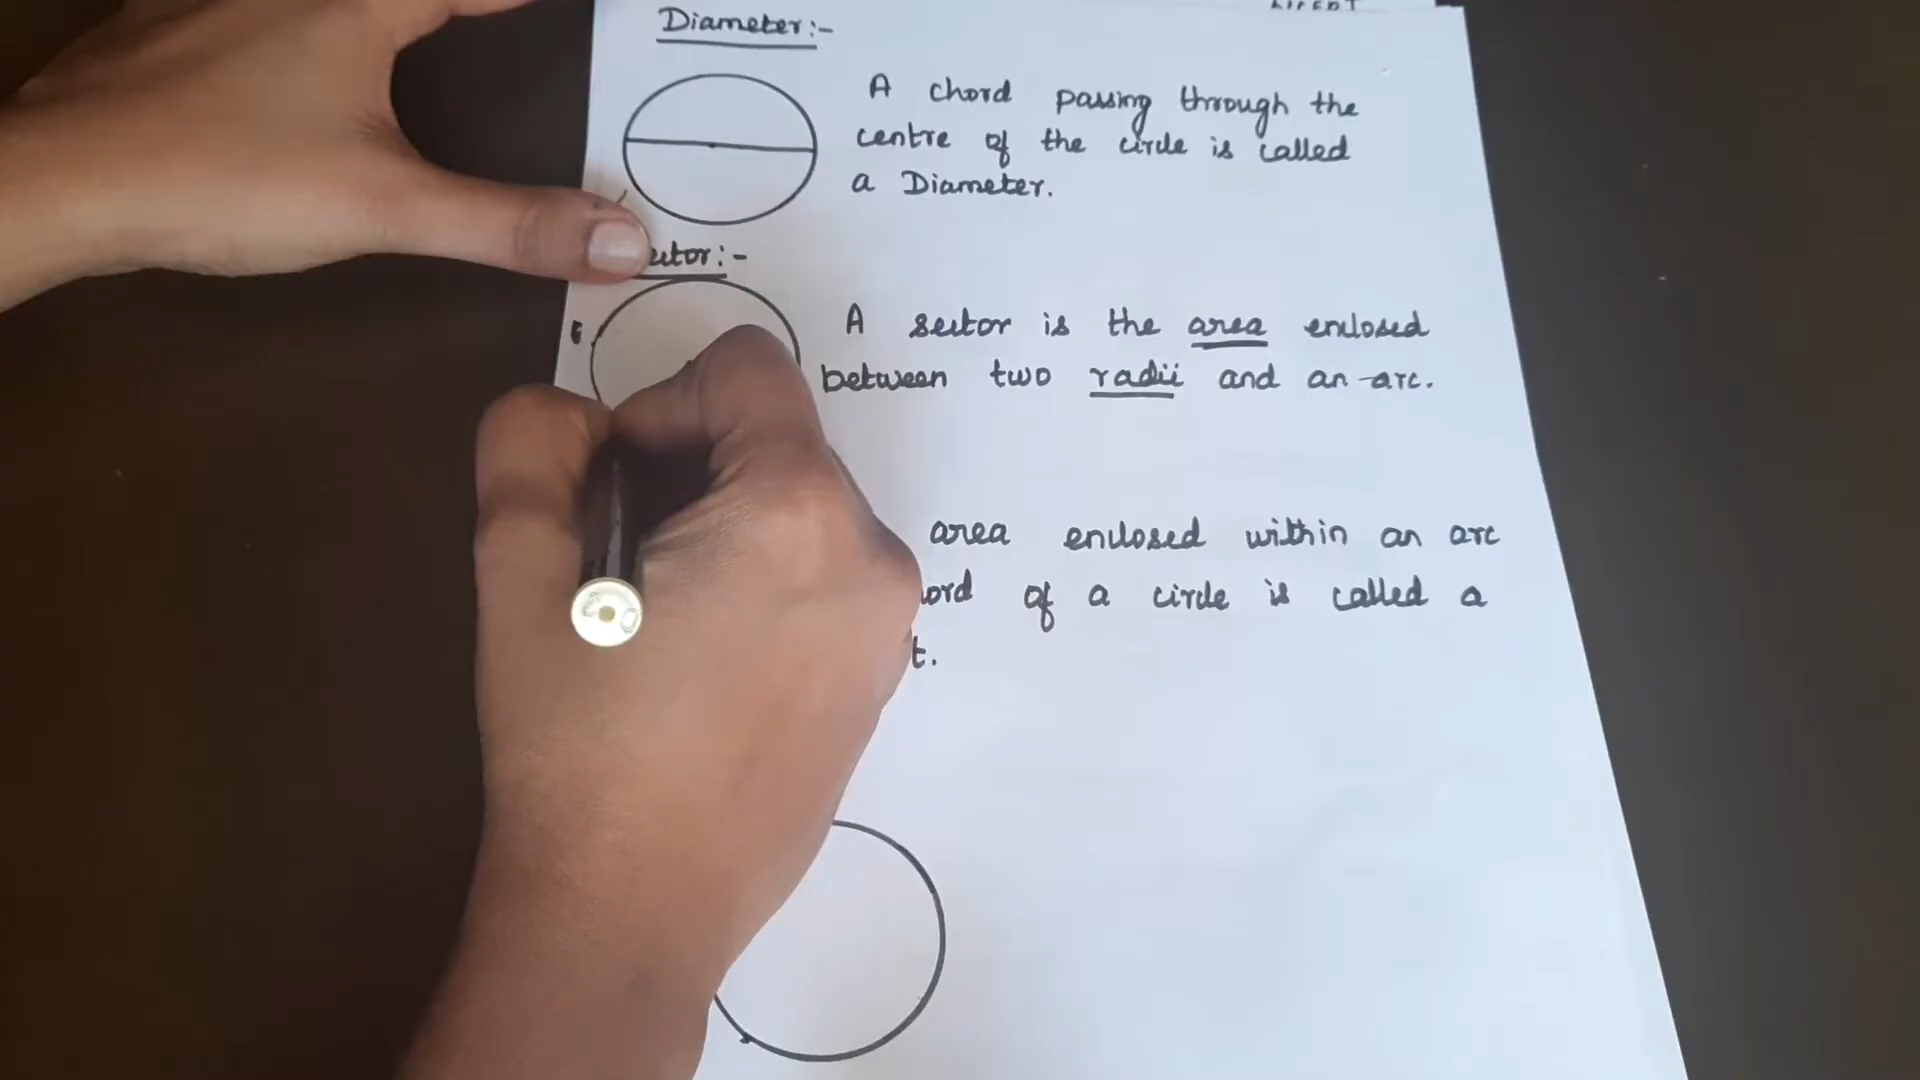 Diameter:-
A chord passing through the
centre of the circle is called
a Diameter.
A sector is the area enclosed
between two radii and an arc.
area enclosed within an arc
of a circle is called a